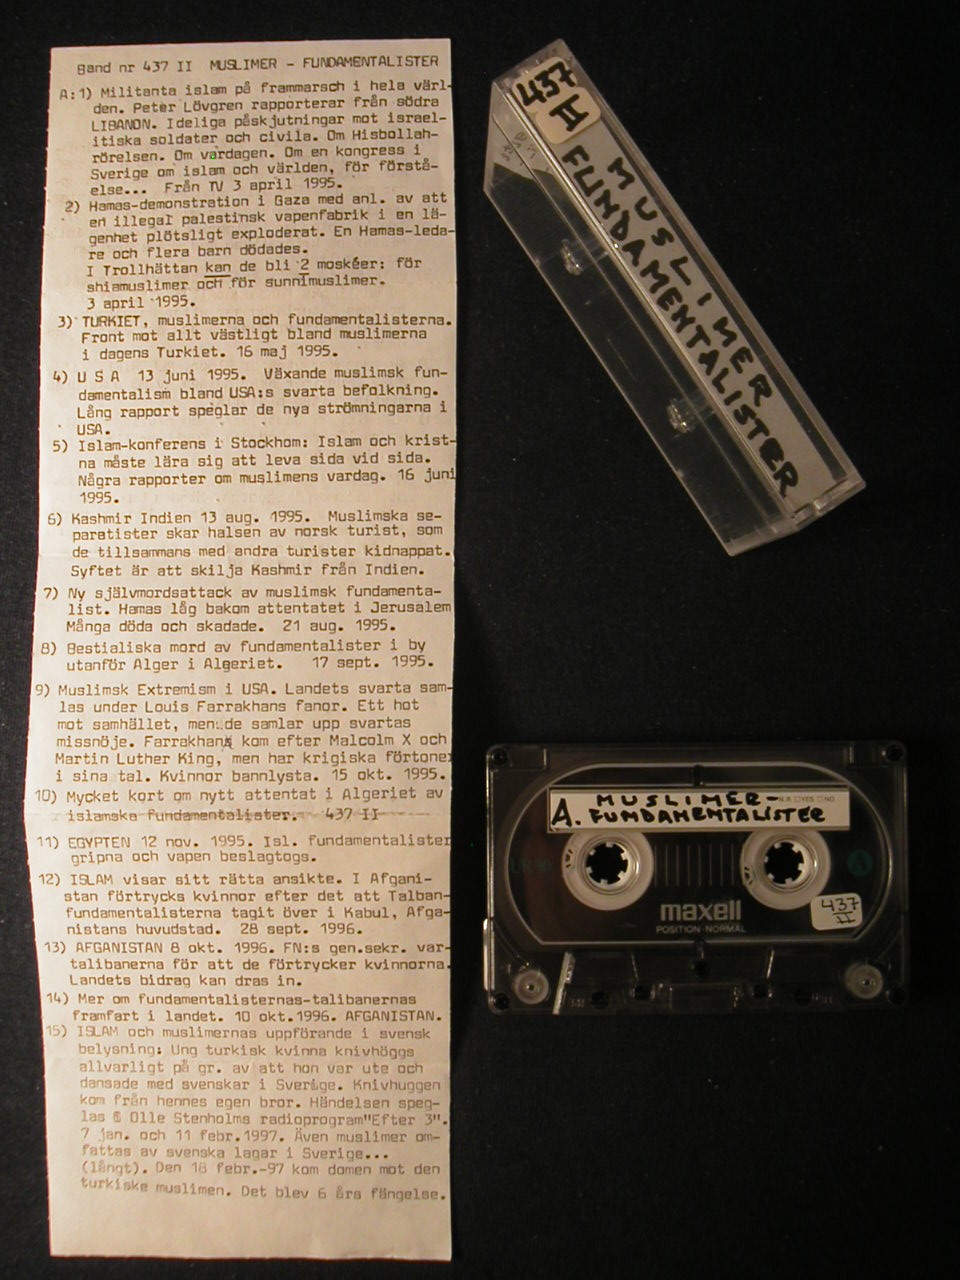 Band nr 437 II MUSLIMER - FUNDAMENTALISTER
A:1) Militanta islam på frammarsch i hela värl-
den. Peter Lövgren rapporterar från södra
LIBANON. Ideliga påskjutningar mot israel-
itiska soldater och civila. Om Hisbollah-
rörelsen. Om vardagen. Om en kongress i
Sverige om islam och världen, för förstå-
else... Från TV 3 april 1995.
2) Hamas-demonstration i Gaza med anl. av att
en illegal palestinsk vapenfabrik i en lä-
genhet plötsligt exploderat. En Hamas-leda-
re och flera barn dödades.
I Trollhättan kan de bli 2 moskéer: för
shiamuslimer och för sunnimuslimer.
3 april 1995.
3) TURKIET, muslimerna och fundamentalisterna.
Front mot allt västligt bland muslimerna
i dagens Turkiet. 16 maj 1995.
4) U S A 13 juni 1995. Växande muslimsk fun-
damentalism bland USA:s svarta befolkning.
Lång rapport speglar de nya strömningarna i
USA.
5) Islam-konferens i Stockhom: Islam och krist-
na måste lära sig att leva sida vid sida.
Några rapporter om muslimens vardag. 16 juni
1995.
6) Kashmir Indien 13 aug. 1995. Muslimska se-
paratister skar halsen av norsk turist, som
de tillsammans med andra turister kidnappat.
Syftet är att skilja Kashmir från Indien.
7) Ny självmordsattack av muslimsk fundamenta-
list. Hamas låg bakom attentatet i Jerusalem
Många döda och skadade. 21 aug. 1995.
8) Bestialiska mord av fundamentalister i by
utanför Alger i Algeriet. 17 sept. 1995.
9) Muslimsk Extremism i USA. Landets svarta sam-
las under Louis Farrakhans fanor. Ett hot
mot samhället, men de samlar upp svartas
missnöje. Farrakhan kom efter Malcolm X och
Martin Luther King, men har krigiska förtoner
i sina tal. Kvinnor bannlysta. 15 okt. 1995.
10) Mycket kort om nytt attentat i Algeriet av
islamska fundamentalister. 437 II
11) EGYPTEN 12 nov. 1995. Isl. fundamentalister
gripna och vapen beslagtogs.
12) ISLAM visar sitt rätta ansikte. I Afgani-
stan förtrycks kvinnor efter det att Taliban-
fundamentalisterna tagit över i Kabul, Afga-
nistans huvudstad. 28 sept. 1996.
13) AFGANISTAN 8 okt. 1996. FN:s gen.sekr. var-
talibanerna för att de förtrycker kvinnorna.
Landets bidrag kan dras in.
14) Mer om fundamentalisternas-talibanernas
framfart i landet. 10 okt.1996. AFGANISTAN.
15) ISLAM och muslimernas uppförande i svensk
belysning: Ung turkisk kvinna knivhöggs
allvarligt på gr. av att hon var ute och
dansade med svenskar i Sverige. Knivhuggen
kom från hennes egen bror. Händelsen speg-
las Olle Stenholms radioprogram"Efter 3".
7 jan. och 11 febr.1997. Även muslimer om-
fattas av svenska lagar i Sverige...
(långt). Den 18 febr.-97 kom domen mot den
turkiske muslimen. Det blev 6 års fängelse.
437
II
MUSLIMER
FUNDAMENTALISTER
A. MUSLIMER-
FUNDAMENTALISTER
N.R. YES NO
A
maxell
POSITION·NORMAL
437
II